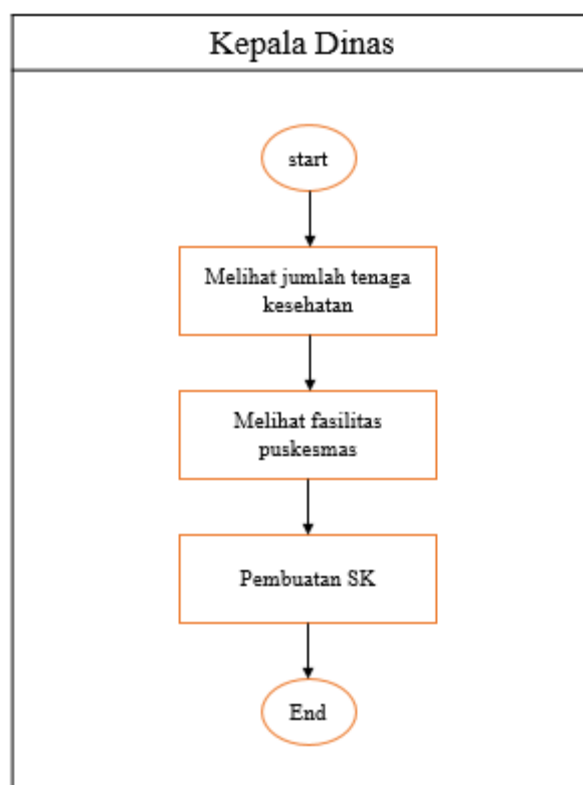 Kepala Dinas
start
Melihat jumlah tenaga
kesehatan
Melihat fasilitas
puskesmas
Pembuatan SK
End